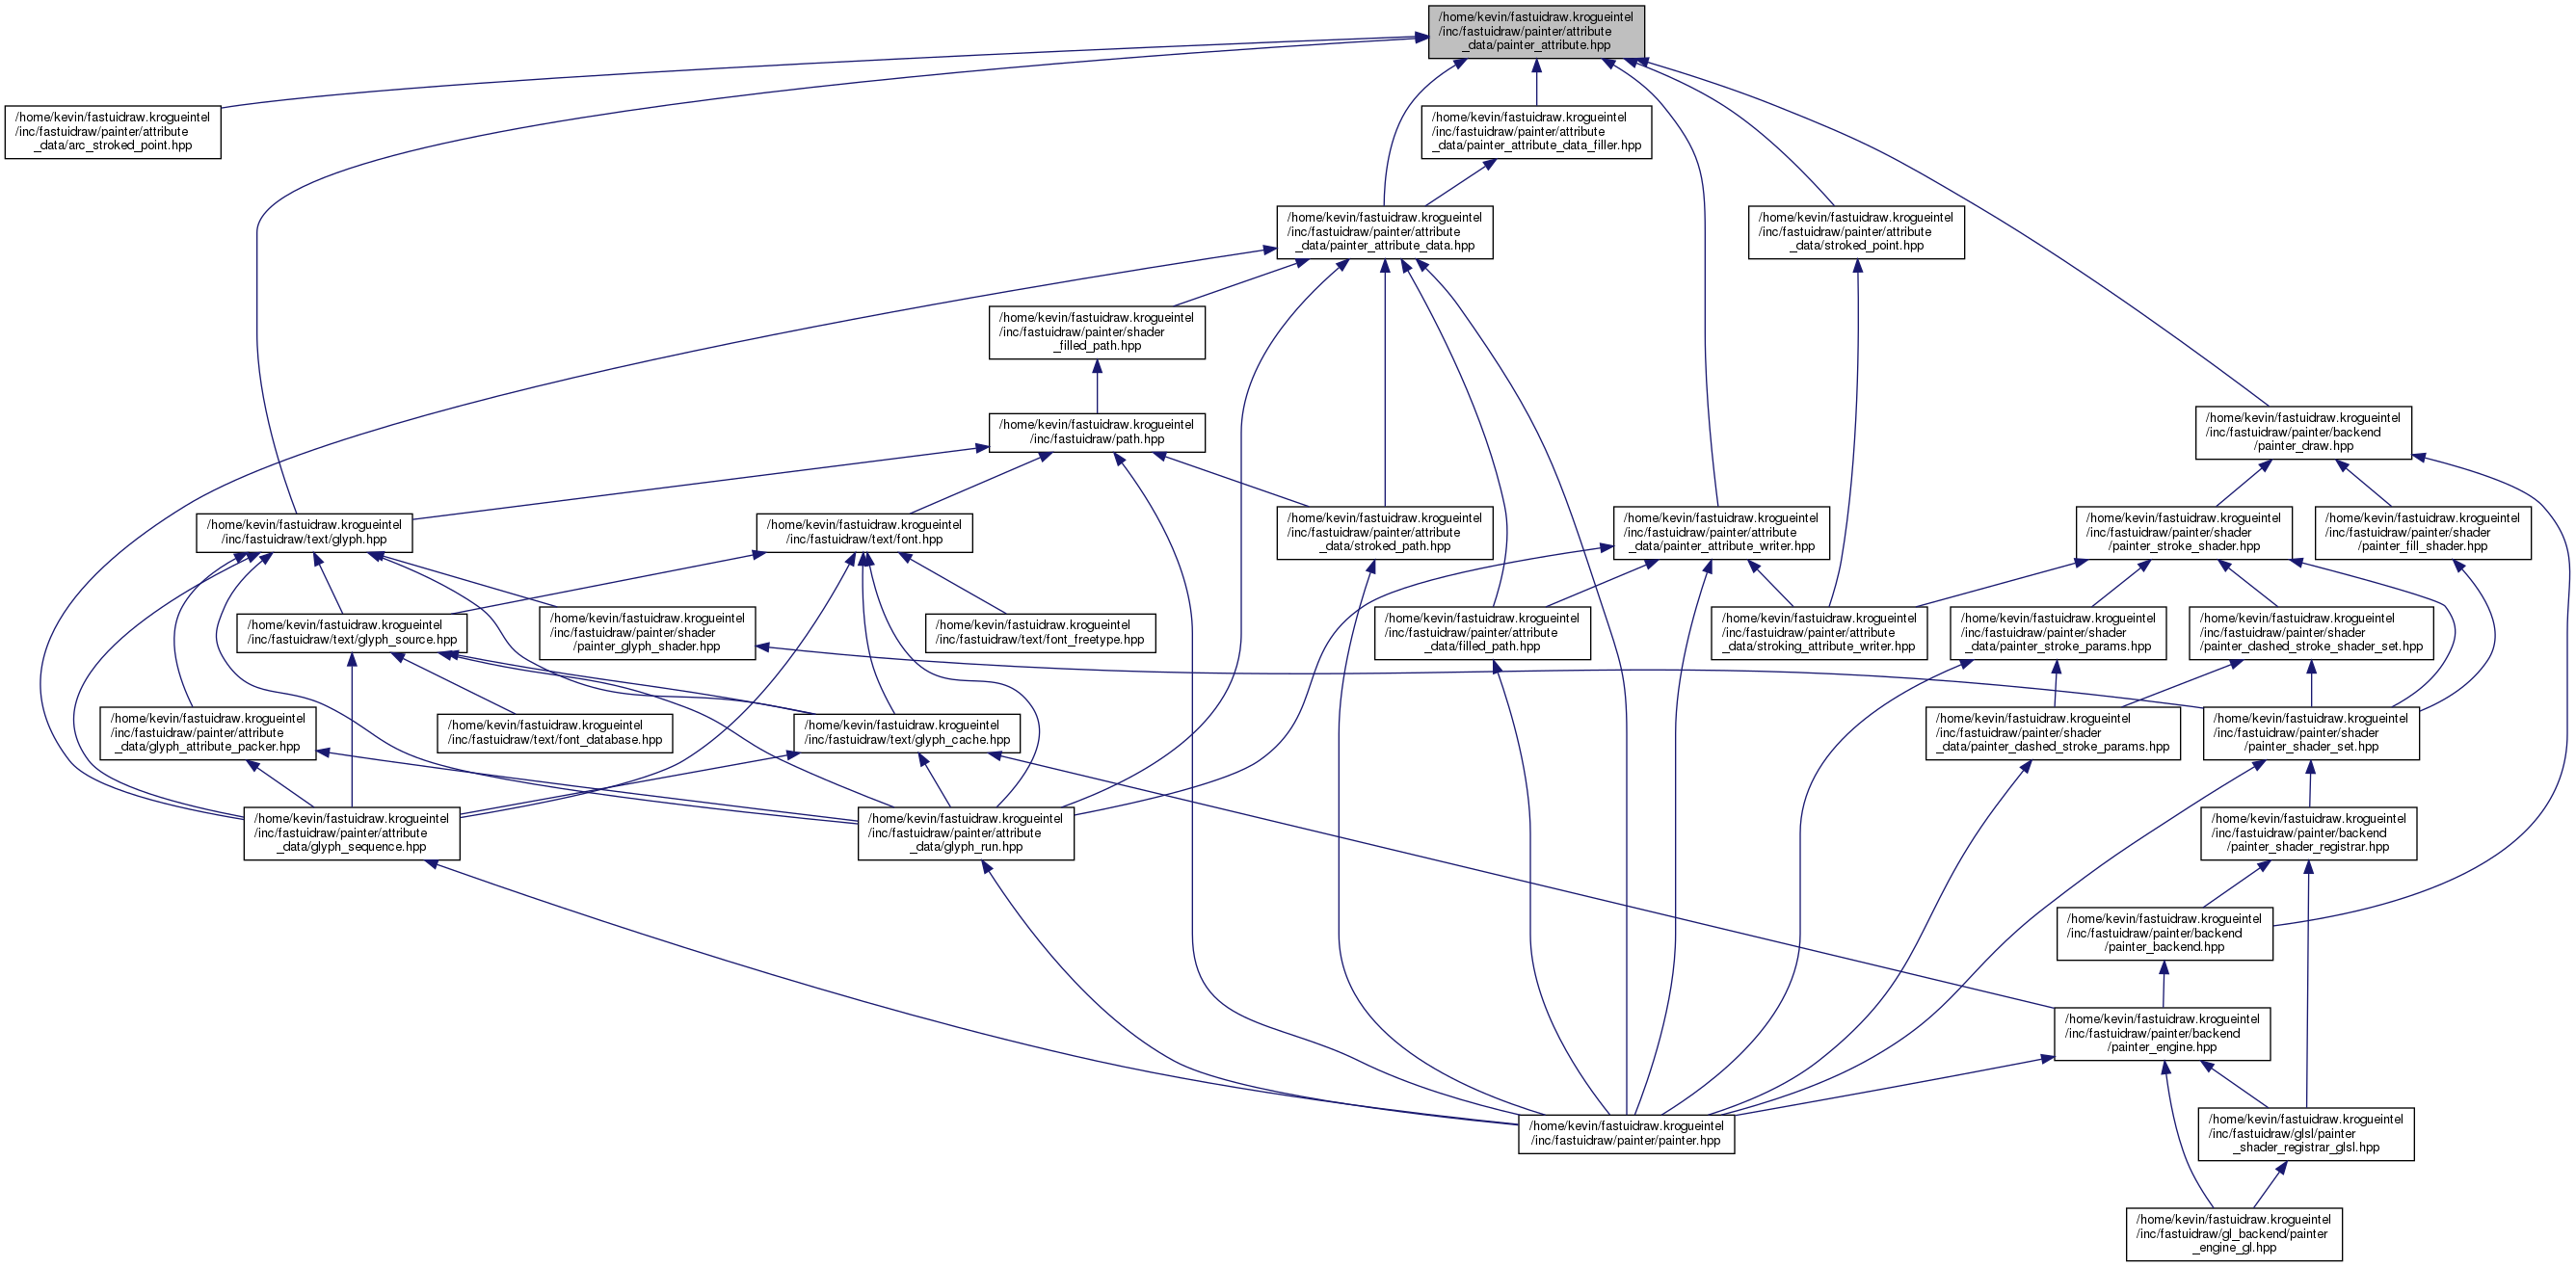 /home/kevin/fastuidraw.krogueintel
/inc/fastuidraw/painter/attribute
_data/painter_attribute.hpp
/home/kevin/fastuidraw.krogueintel
/inc/fastuidraw/painter/attribute
_data/arc_stroked_point.hpp
/home/kevin/fastuidraw.krogueintel
/inc/fastuidraw/painter/attribute
_data/painter_attribute_data_filler.hpp
/home/kevin/fastuidraw.krogueintel
/inc/fastuidraw/painter/attribute
_data/painter_attribute_data.hpp
/home/kevin/fastuidraw.krogueintel
/inc/fastuidraw/painter/attribute
_data/stroked_point.hpp
/home/kevin/fastuidraw.krogueintel
/inc/fastuidraw/painter/shader
_filled_path.hpp
/home/kevin/fastuidraw.krogueintel
/inc/fastuidraw/path.hpp
/home/kevin/fastuidraw.krogueintel
/inc/fastuidraw/painter/backend
/painter_draw.hpp
/home/kevin/fastuidraw.krogueintel
/inc/fastuidraw/text/glyph.hpp
/home/kevin/fastuidraw.krogueintel
/inc/fastuidraw/text/font.hpp
/home/kevin/fastuidraw.krogueintel
/inc/fastuidraw/painter/attribute
_data/stroked_path.hpp
/home/kevin/fastuidraw.krogueintel
/inc/fastuidraw/painter/attribute
_data/painter_attribute_writer.hpp
/home/kevin/fastuidraw.krogueintel
/inc/fastuidraw/painter/shader
/painter_stroke_shader.hpp
/home/kevin/fastuidraw.krogueintel
/inc/fastuidraw/painter/shader
/painter_fill_shader.hpp
/home/kevin/fastuidraw.krogueintel
/inc/fastuidraw/text/glyph_source.hpp
/home/kevin/fastuidraw.krogueintel
/inc/fastuidraw/painter/shader
/painter_glyph_shader.hpp
/home/kevin/fastuidraw.krogueintel
/inc/fastuidraw/text/font_freetype.hpp
/home/kevin/fastuidraw.krogueintel
/inc/fastuidraw/painter/attribute
_data/filled_path.hpp
/home/kevin/fastuidraw.krogueintel
/inc/fastuidraw/painter/attribute
_data/stroking_attribute_writer.hpp
/home/kevin/fastuidraw.krogueintel
/inc/fastuidraw/painter/shader
_data/painter_stroke_params.hpp
/home/kevin/fastuidraw.krogueintel
/inc/fastuidraw/painter/shader
/painter_dashed_stroke_shader_set.hpp
/home/kevin/fastuidraw.krogueintel
/inc/fastuidraw/painter/attribute
_data/glyph_attribute_packer.hpp
/home/kevin/fastuidraw.krogueintel
/inc/fastuidraw/text/font_database.hpp
/home/kevin/fastuidraw.krogueintel
/inc/fastuidraw/text/glyph_cache.hpp
/home/kevin/fastuidraw.krogueintel
/inc/fastuidraw/painter/shader
_data/painter_dashed_stroke_params.hpp
/home/kevin/fastuidraw.krogueintel
/inc/fastuidraw/painter/shader
/painter_shader_set.hpp
/home/kevin/fastuidraw.krogueintel
/inc/fastuidraw/painter/attribute
_data/glyph_sequence.hpp
/home/kevin/fastuidraw.krogueintel
/inc/fastuidraw/painter/attribute
_data/glyph_run.hpp
/home/kevin/fastuidraw.krogueintel
/inc/fastuidraw/painter/backend
/painter_shader_registrar.hpp
/home/kevin/fastuidraw.krogueintel
/inc/fastuidraw/painter/backend
/painter_backend.hpp
/home/kevin/fastuidraw.krogueintel
/inc/fastuidraw/painter/backend
/painter_engine.hpp
/home/kevin/fastuidraw.krogueintel
/inc/fastuidraw/painter/painter.hpp
/home/kevin/fastuidraw.krogueintel
/inc/fastuidraw/glsl/painter
_shader_registrar_glsl.hpp
/home/kevin/fastuidraw.krogueintel
/inc/fastuidraw/gl_backend/painter
_engine_gl.hpp